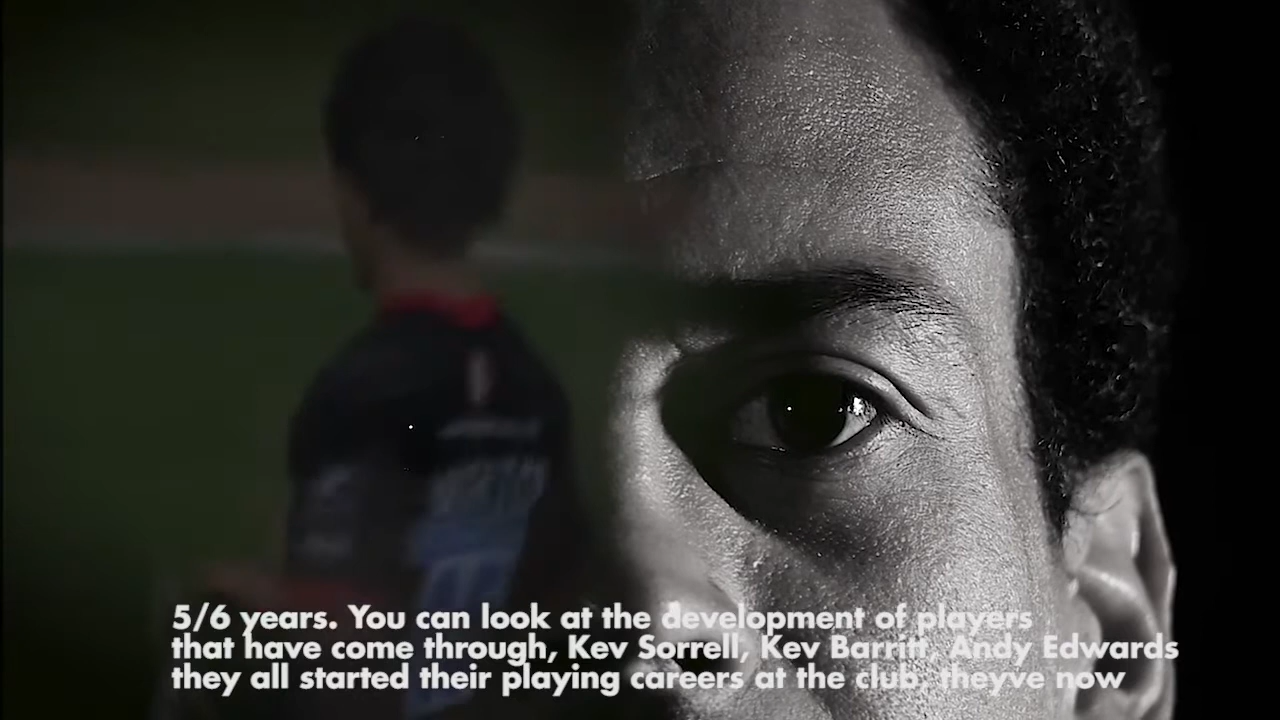 5/6 years. You can look at the development of players
that have come through, Kev Sorrell, Kev Barritt, Andy Edwards
they all started their playing careers at the club, theyve now